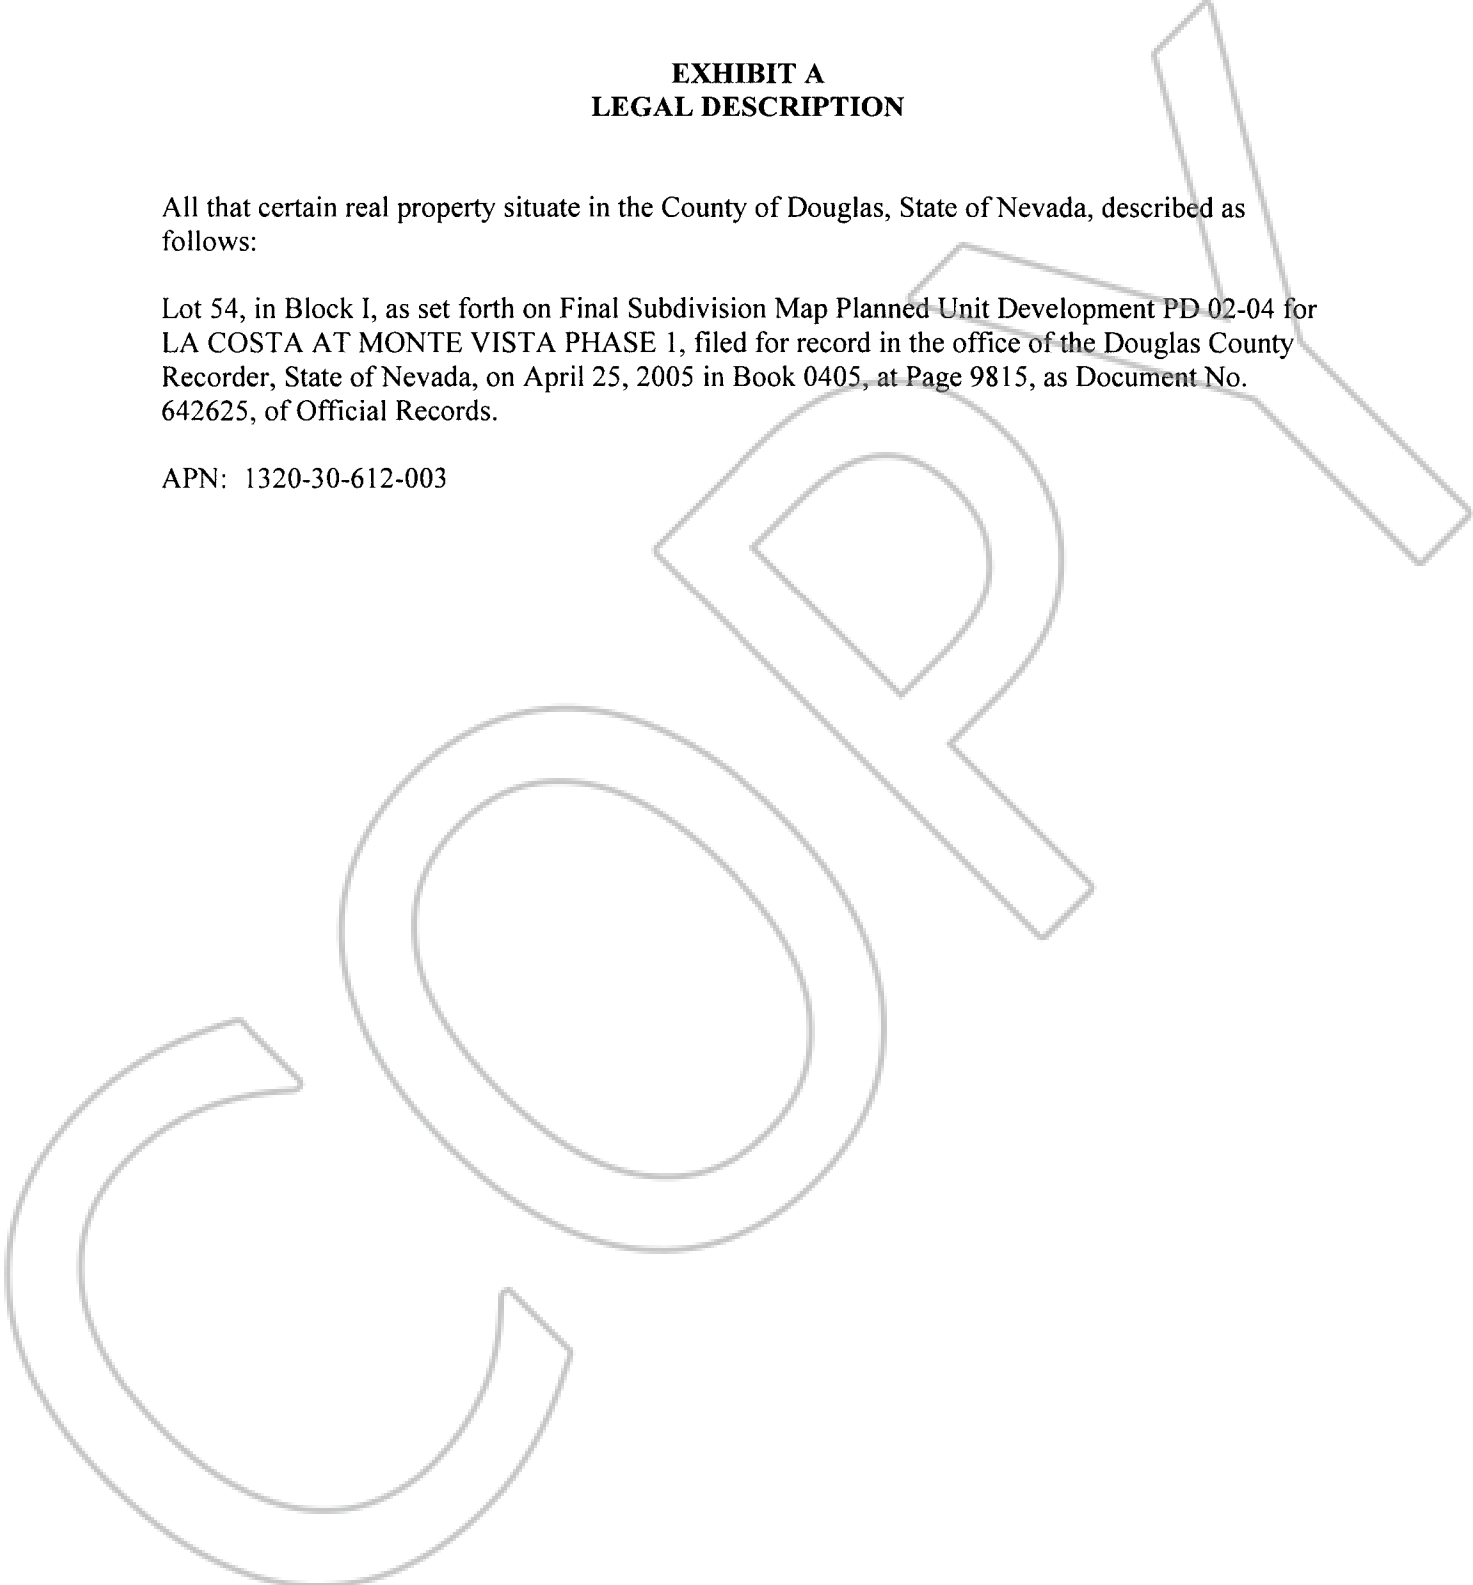 EXHIBIT A
LEGAL DESCRIPTION
All that certain real property situate in the County of Douglas, State of Nevada, described as
follows:
Lot 54, in Block I, as set forth on Final Subdivision Map Planned Unit Development PD 02-04 for
LA COSTA AT MONTE VISTA PHASE 1, filed for record in the office of the Douglas County
Recorder, State of Nevada, on April 25, 2005 in Book 0405, at Page 9815, as Document No.
642625, of Official Records.
APN: 1320-30-612-003
COPY